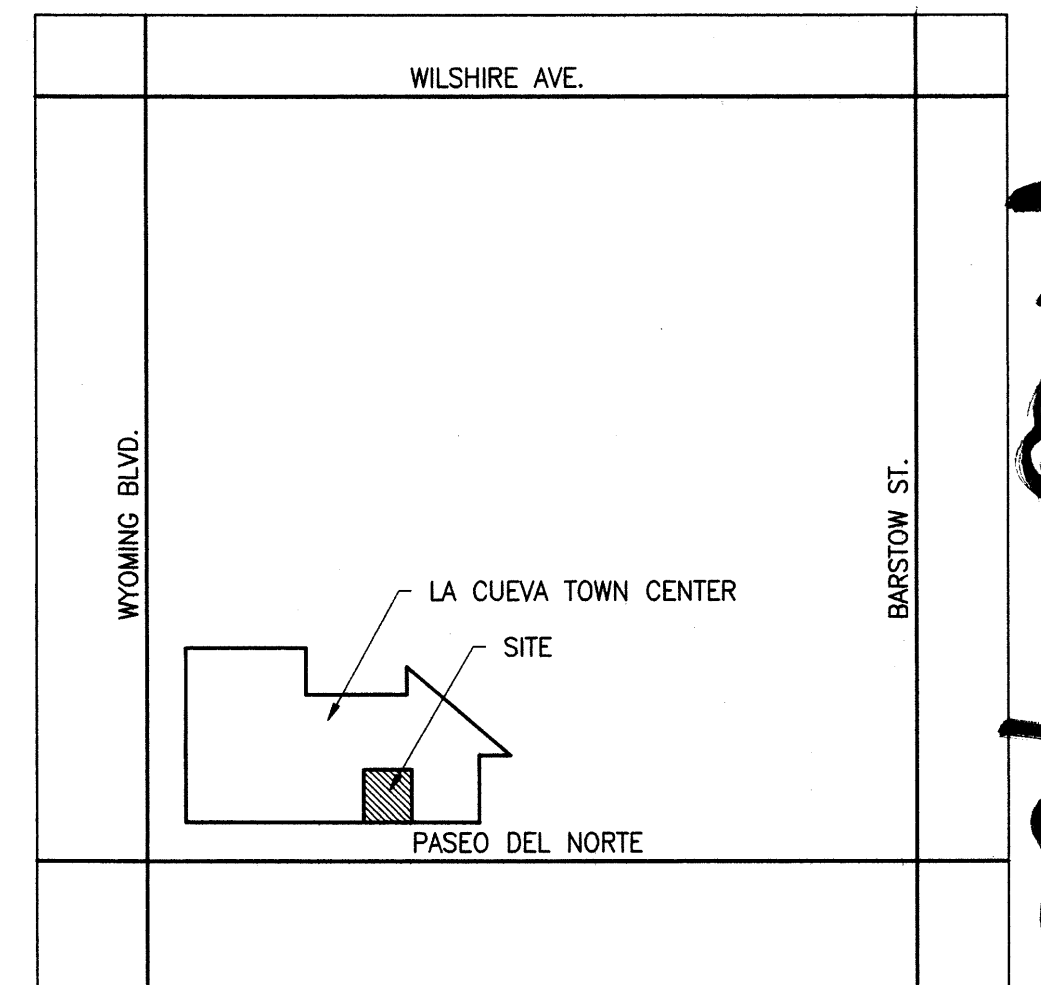 WILSHIRE AVE.
WYOMING BLVD.
BARSTOW ST.
LA CUEVA TOWN CENTER
SITE
PASEO DEL NORTE